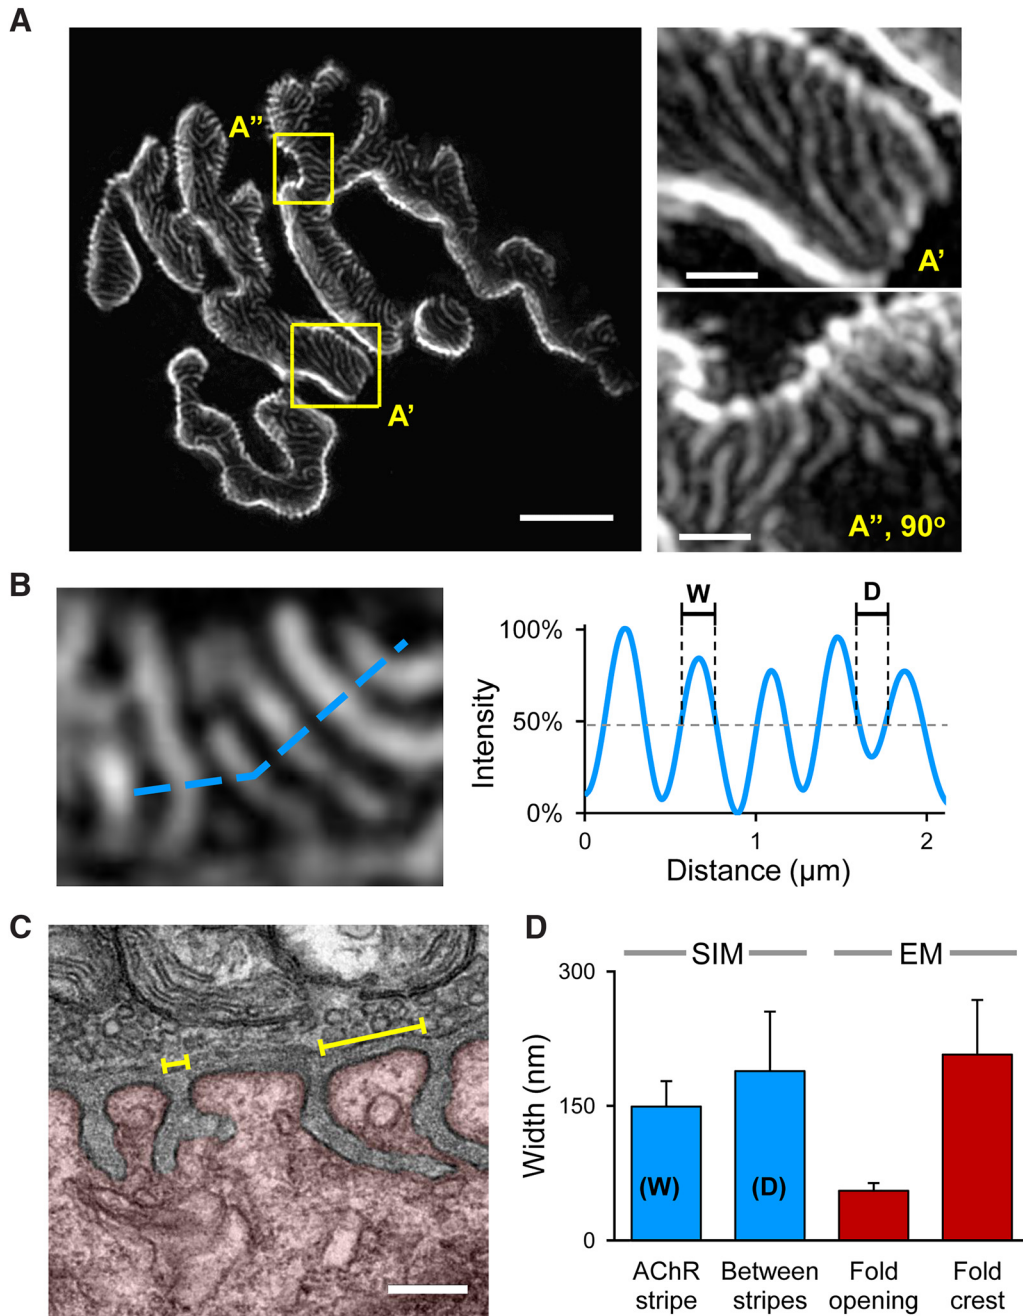 A
A”
A’
A’
A”, 90º
B
W
D
100%
50%
0%
Intensity
0
1
2
Distance (μm)
C
D
SIM
EM
300
150
0
Width (nm)
(W)
(D)
AChR
stripe
Between
stripes
Fold
opening
Fold
crest